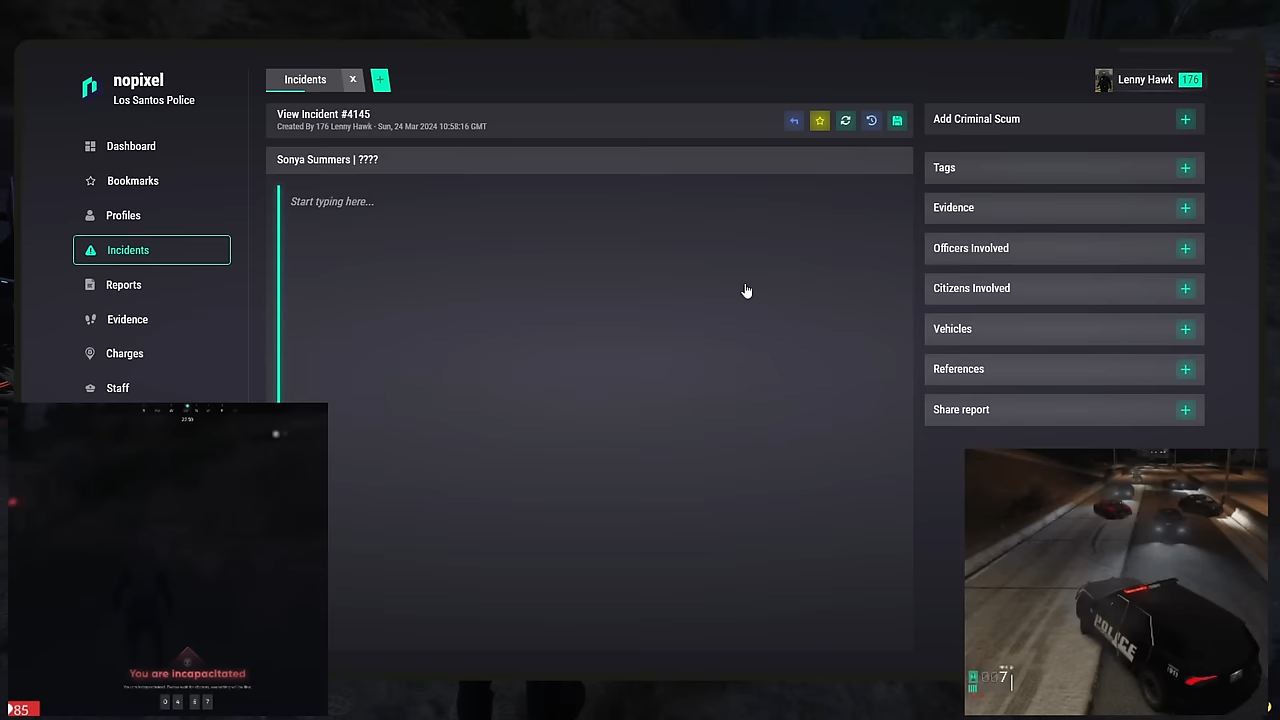 nopixel
Los Santos Police
Dashboard
Bookmarks
Profiles
Incidents
Reports
Evidence
Charges
Staff
Incidents x +
View Incident #4145
Created By 176 Lenny Hawk - Sun, 24 Mar 2024 10:58:16 GMT
Sonya Summers | ????
Start typing here...
Lenny Hawk 176
Add Criminal Scum +
Tags +
Evidence +
Officers Involved +
Citizens Involved +
Vehicles +
References +
Share report +
You are incapacitated
85
POLICE